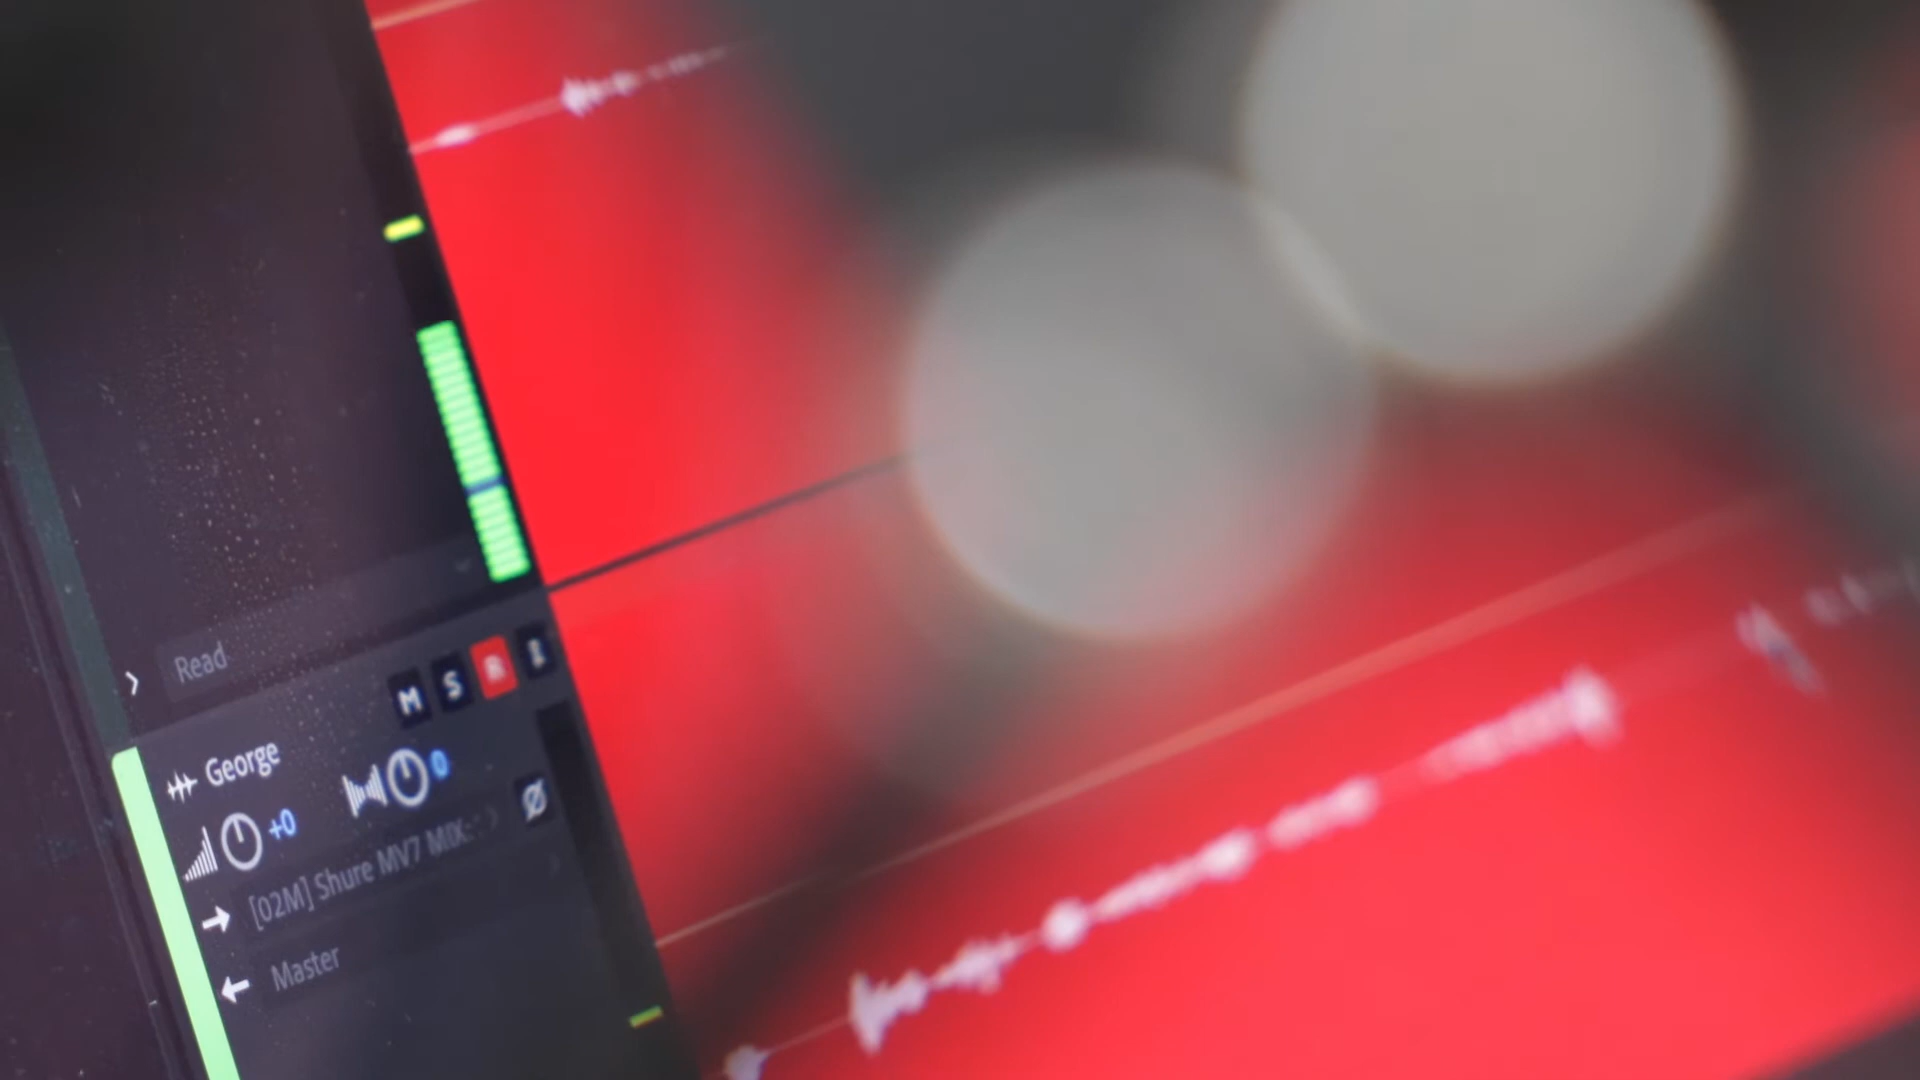 Read
M S R I
George
+0 0
[02M] Shure MV7 MIX-
Master